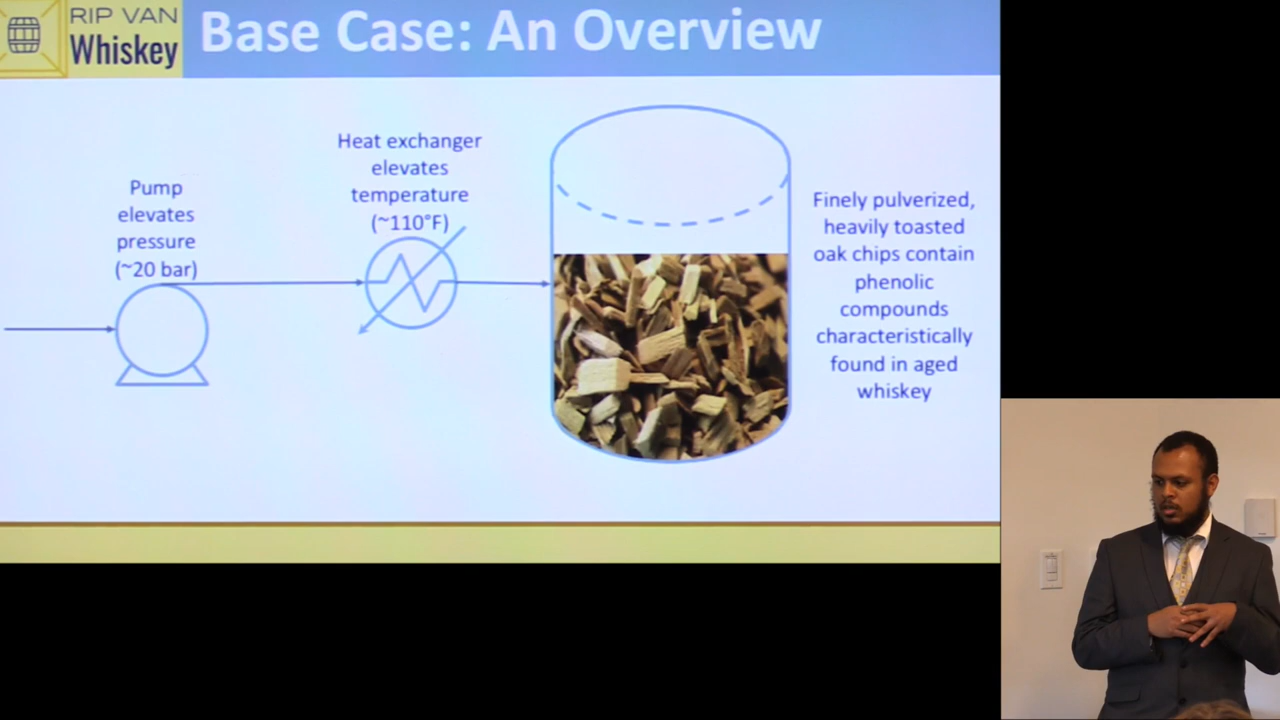 RIP VAN
Whiskey
Base Case: An Overview
Pump
elevates
pressure
(~20 bar)
Heat exchanger
elevates
temperature
(~110°F)
Finely pulverized,
heavily toasted
oak chips contain
phenolic
compounds
characteristically
found in aged
whiskey